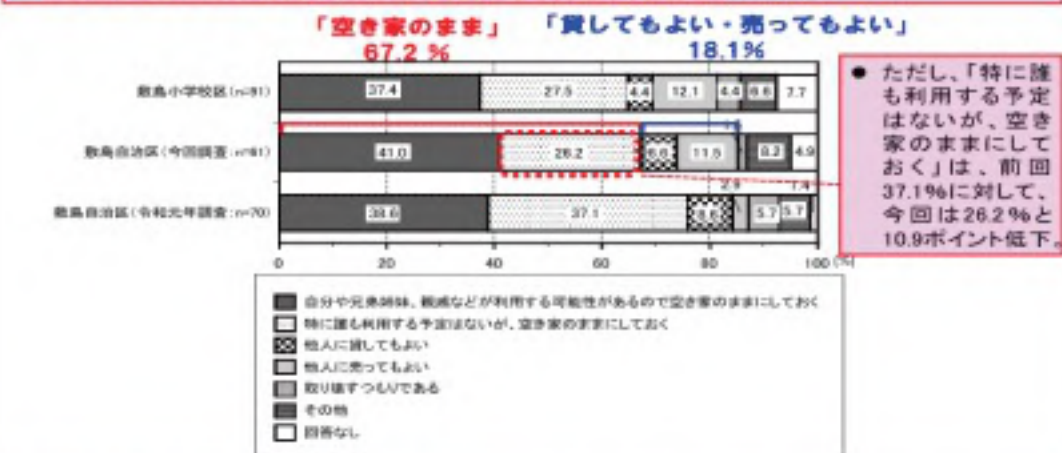 「空き家のまま」 「貸してもよい・売ってもよい」
67.2 % 18.1%
敷島小学校区(n=91) 37.4 27.5 4.4 12.1 4.4 6.6 7.7
敷島自治区(今回調査:n=61) 41.0 26.2 6.6 11.5 8.2 4.9
2.9 1.4
敷島自治区(令和元年調査:n=70) 38.6 37.1 8.6 5.7 5.7
0 20 40 60 80 100 (%)
● ただし、「特に誰
も利用する予定
はないが、空き
家のままにして
おく」は、前回
37.1%に対して、
今回は26.2%と
10.9ポイント低下。
自分や兄弟姉妹、親戚などが利用する可能性があるので空き家のままにしておく
特に誰も利用する予定はないが、空き家のままにしておく
他人に貸してもよい
他人に売ってもよい
取り壊すつもりである
その他
回答なし